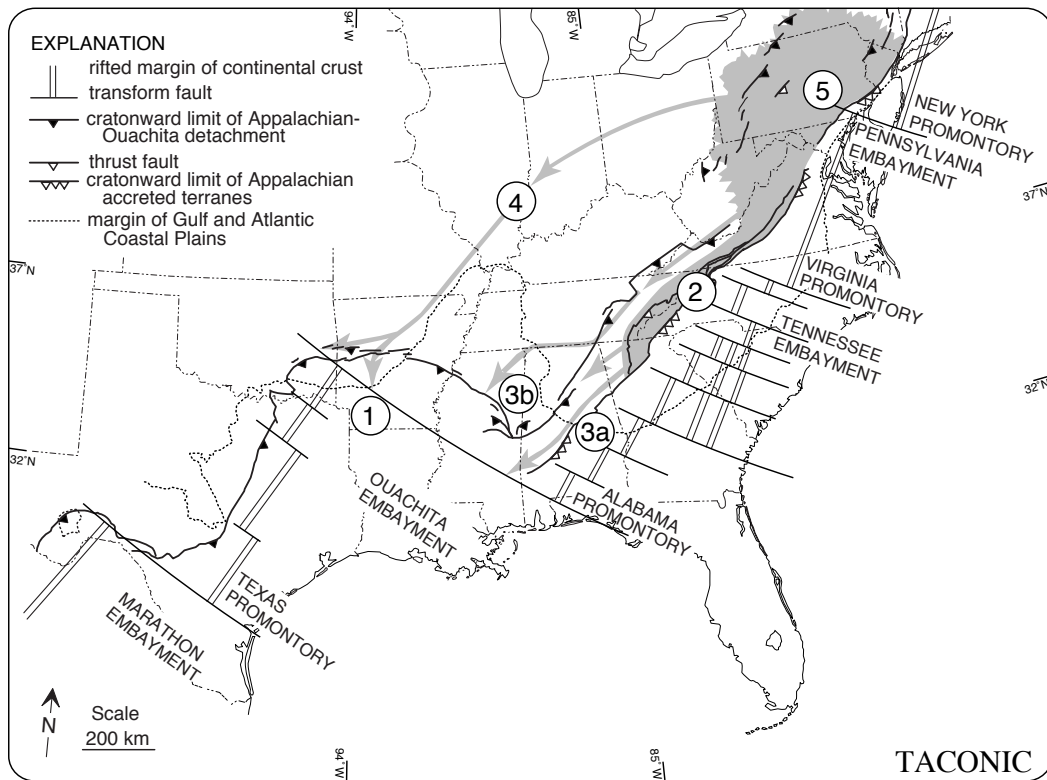 94°W
85°W
EXPLANATION
rifted margin of continental crust
transform fault
cratonward limit of Appalachian-
Ouachita detachment
thrust fault
cratonward limit of Appalachian
accreted terranes
margin of Gulf and Atlantic
Coastal Plains
5
NEW YORK
PROMONTORY
PENNSYLVANIA
EMBAYMENT
37°N
4
37°N
2
VIRGINIA
PROMONTORY
TENNESSEE
EMBAYMENT
32°N
3b
1
3a
32°N
OUACHITA
EMBAYMENT
ALABAMA
PROMONTORY
TEXAS
PROMONTORY
MARATHON
EMBAYMENT
N
Scale
200 km
94°W
85°W
TACONIC